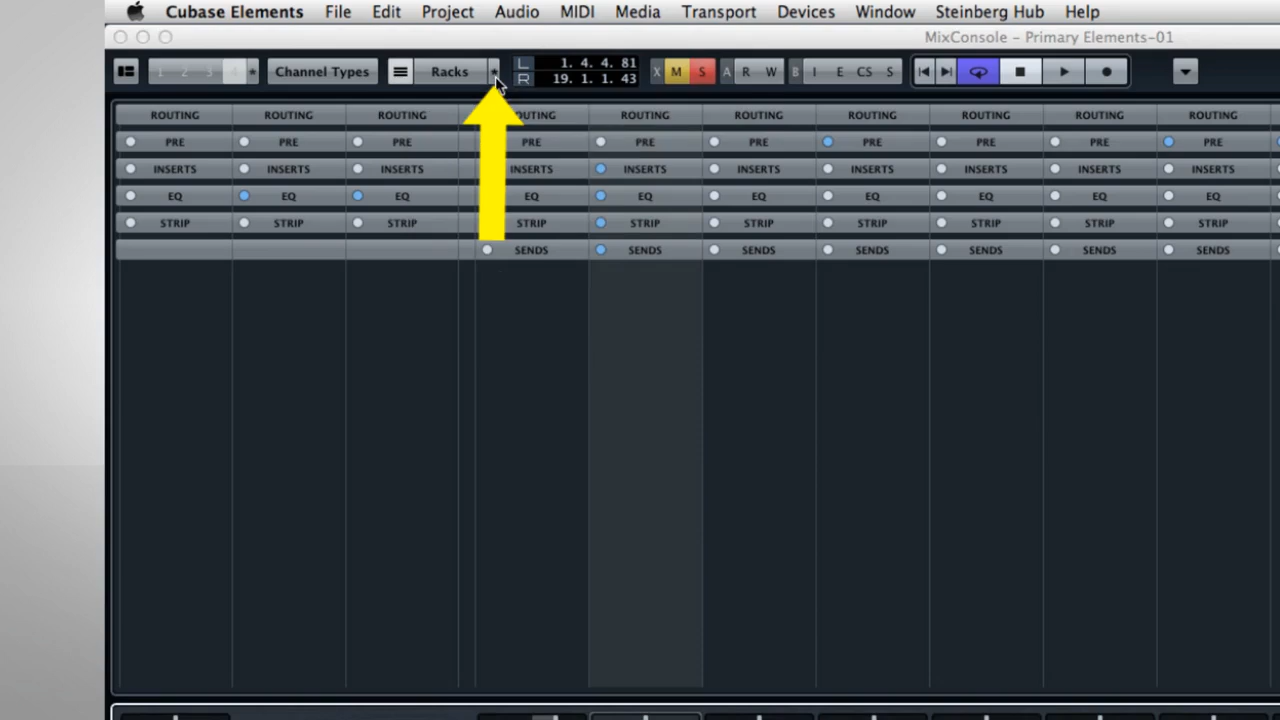 Cubase Elements File Edit Project Audio MIDI Media Transport Devices Window Steinberg Hub Help
MixConsole - Primary Elements-01
1 2 3 4 * Channel Types Racks * L 1. 4. 4. 81 X M S A R W B I E CS S
R 19. 1. 1. 43
ROUTING ROUTING ROUTING ROUTING ROUTING ROUTING ROUTING ROUTING ROUTING
PRE PRE PRE PRE PRE PRE PRE PRE PRE PRE
INSERTS INSERTS INSERTS INSERTS INSERTS INSERTS INSERTS INSERTS INSERTS INSERTS
EQ EQ EQ EQ EQ EQ EQ EQ EQ EQ
STRIP STRIP STRIP STRIP STRIP STRIP STRIP STRIP STRIP STRIP
SENDS SENDS SENDS SENDS SENDS SENDS SENDS